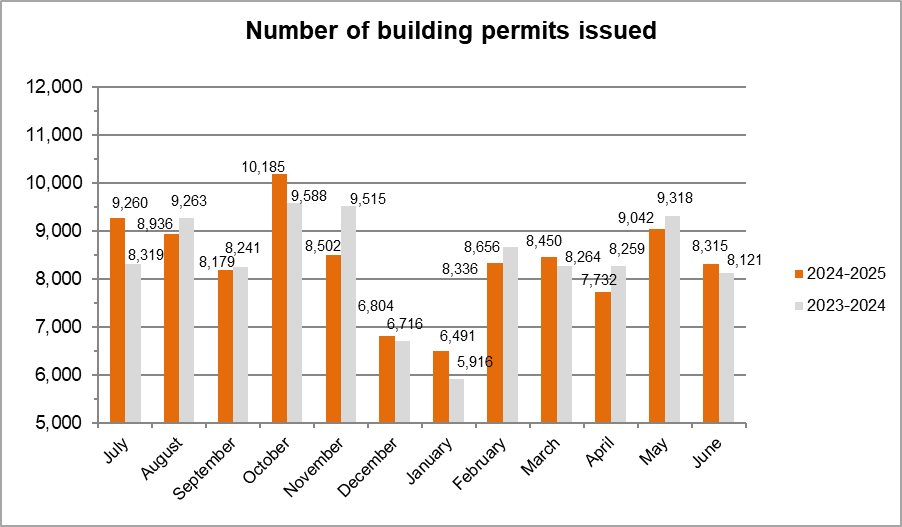 Number of building permits issued
12,000
11,000
10,000
9,000
8,000
7,000
6,000
5,000
9,260
8,319
8,936
9,263
8,179
8,241
10,185
9,588
8,502
9,515
6,804
6,716
6,491
5,916
8,336
8,656
8,450
8,264
7,732
8,259
9,042
9,318
8,315
8,121
July
August
September
October
November
December
January
February
March
April
May
June
2024-2025
2023-2024